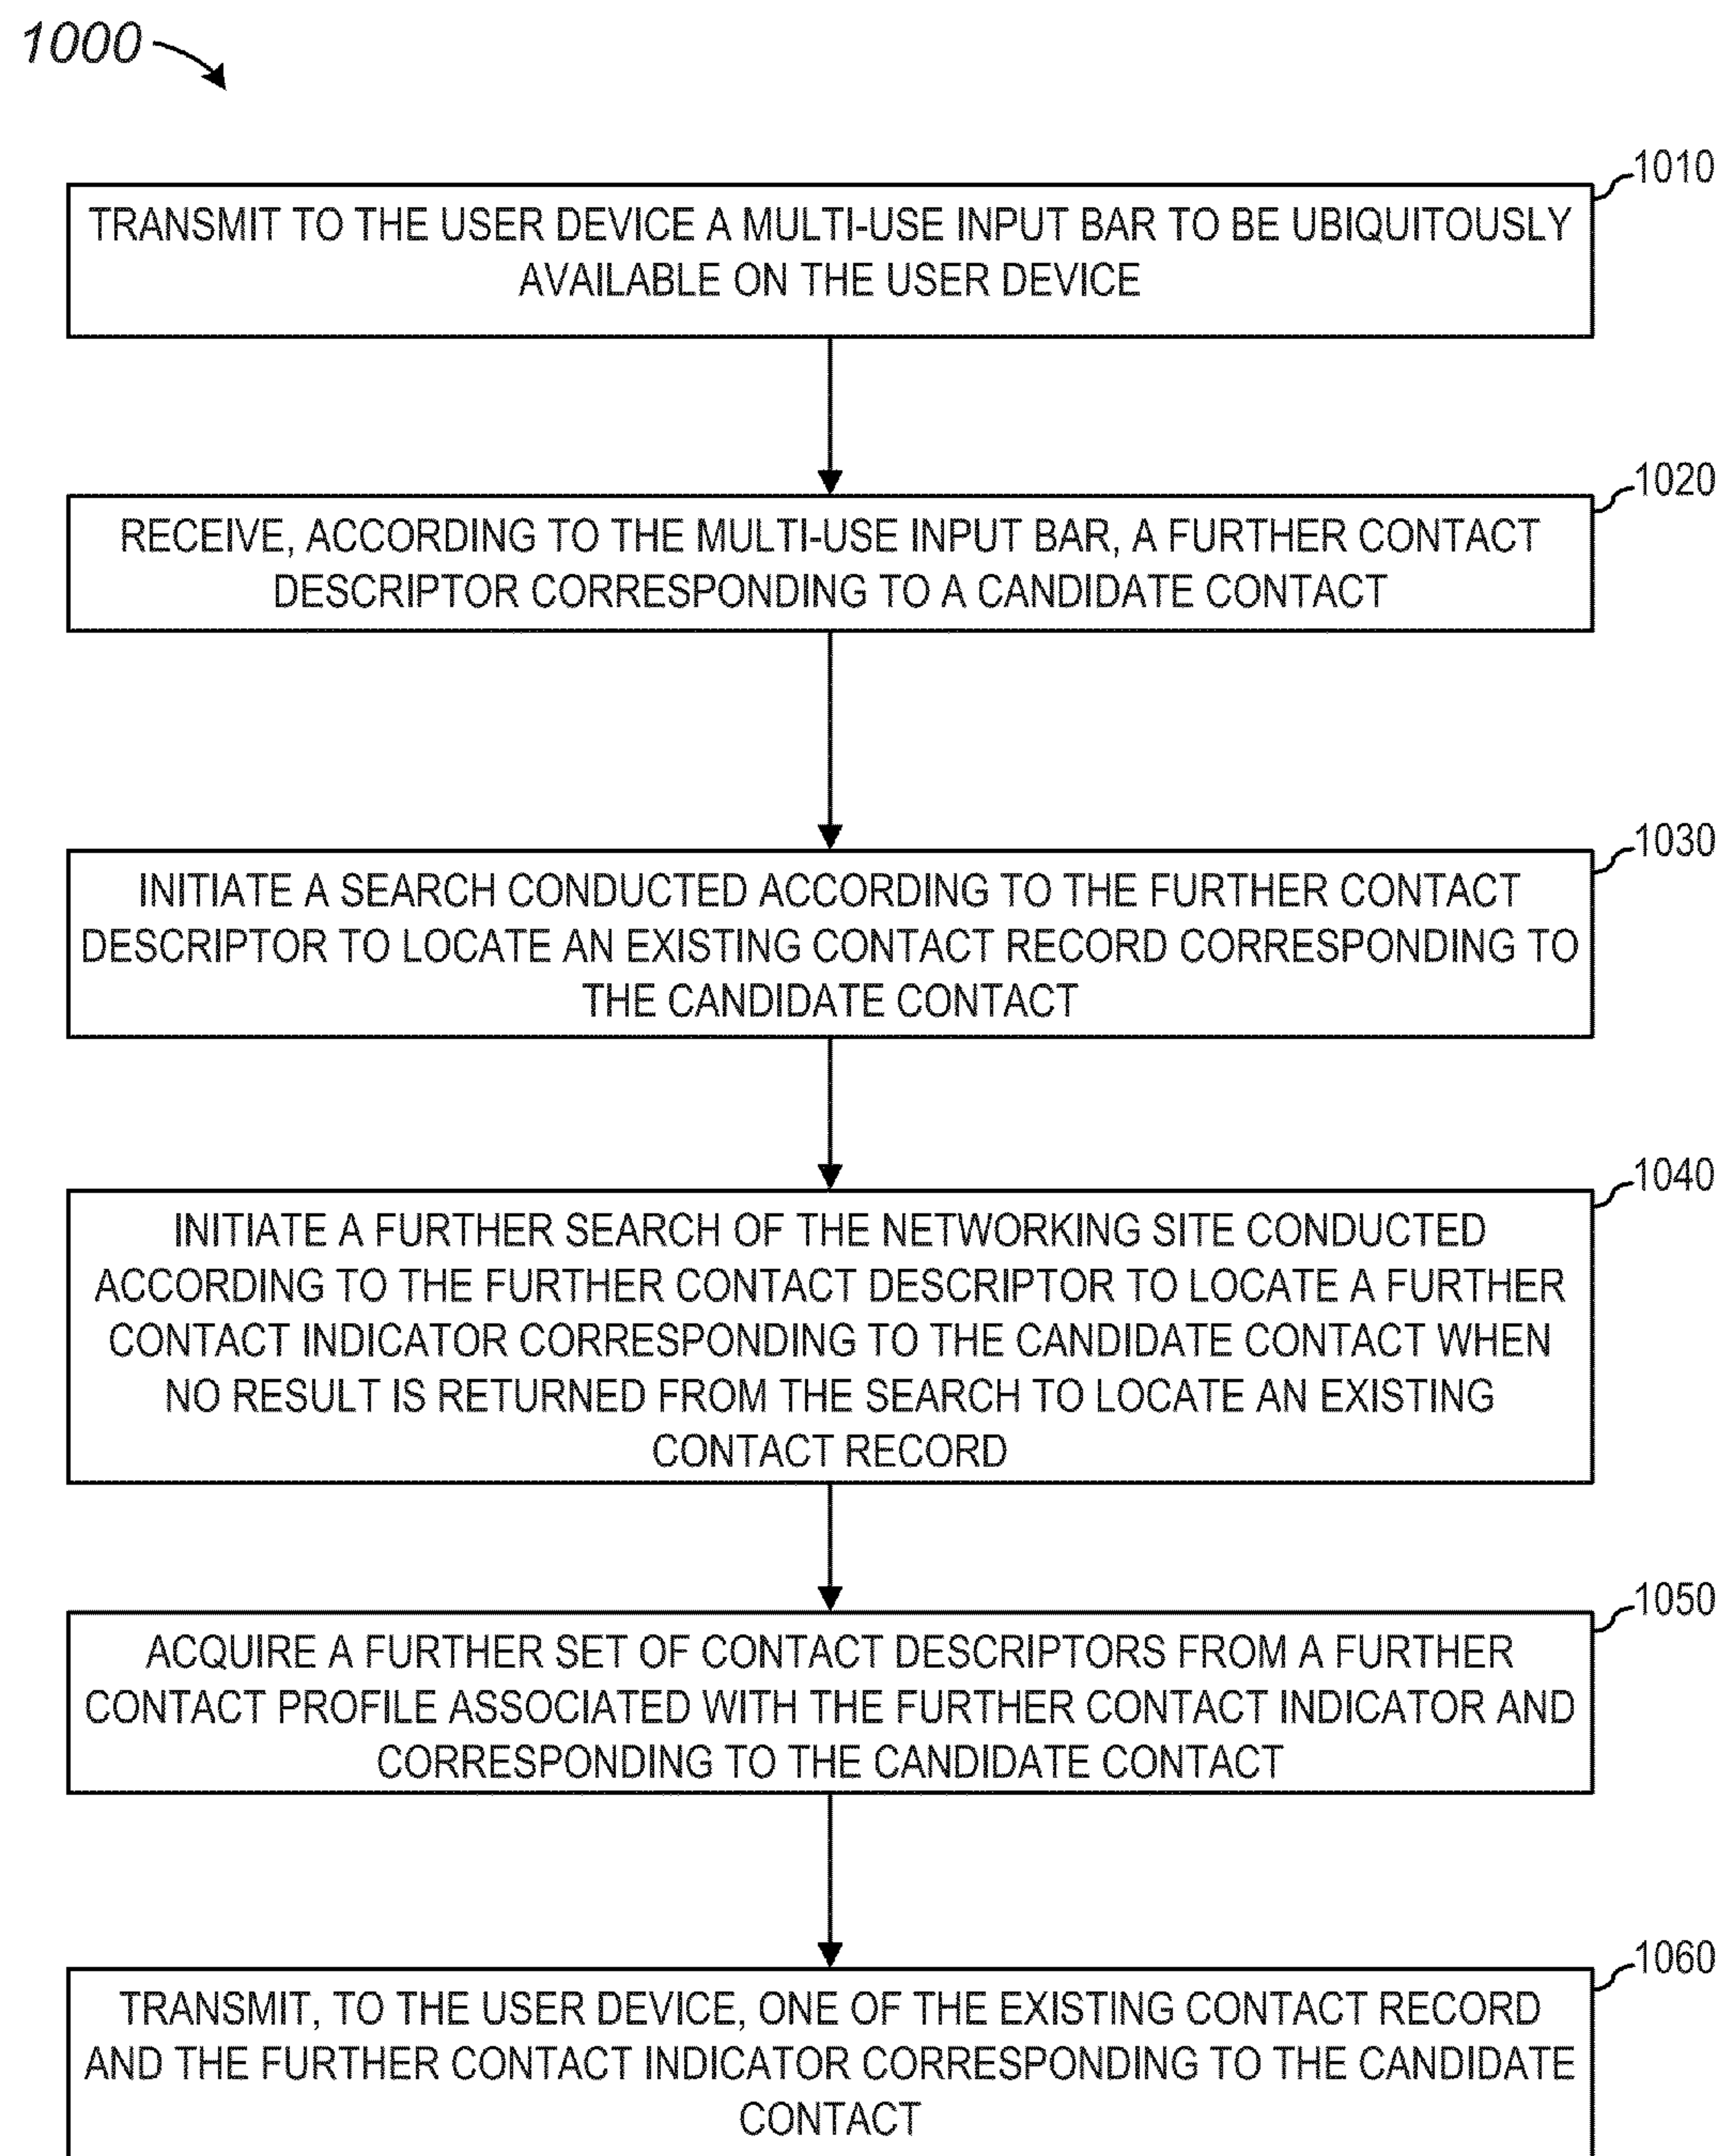 1000
1010
TRANSMIT TO THE USER DEVICE A MULTI-USE INPUT BAR TO BE UBIQUITOUSLY
AVAILABLE ON THE USER DEVICE
1020
RECEIVE, ACCORDING TO THE MULTI-USE INPUT BAR, A FURTHER CONTACT
DESCRIPTOR CORRESPONDING TO A CANDIDATE CONTACT
1030
INITIATE A SEARCH CONDUCTED ACCORDING TO THE FURTHER CONTACT
DESCRIPTOR TO LOCATE AN EXISTING CONTACT RECORD CORRESPONDING TO
THE CANDIDATE CONTACT
1040
INITIATE A FURTHER SEARCH OF THE NETWORKING SITE CONDUCTED
ACCORDING TO THE FURTHER CONTACT DESCRIPTOR TO LOCATE A FURTHER
CONTACT INDICATOR CORRESPONDING TO THE CANDIDATE CONTACT WHEN
NO RESULT IS RETURNED FROM THE SEARCH TO LOCATE AN EXISTING
CONTACT RECORD
1050
ACQUIRE A FURTHER SET OF CONTACT DESCRIPTORS FROM A FURTHER
CONTACT PROFILE ASSOCIATED WITH THE FURTHER CONTACT INDICATOR AND
CORRESPONDING TO THE CANDIDATE CONTACT
1060
TRANSMIT, TO THE USER DEVICE, ONE OF THE EXISTING CONTACT RECORD
AND THE FURTHER CONTACT INDICATOR CORRESPONDING TO THE CANDIDATE
CONTACT